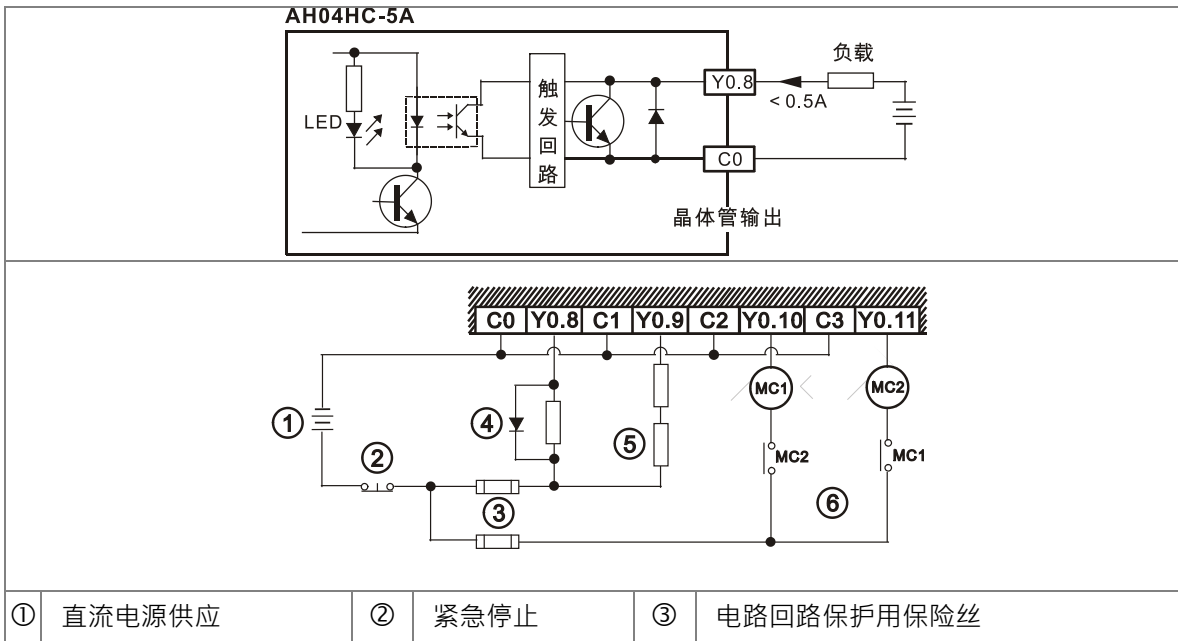 AH04HC-5A
负载
Y0.8
< 0.5A
触发回路
LED
C0
晶体管输出
C0 Y0.8 C1 Y0.9 C2 Y0.10 C3 Y0.11
MC1 MC2
① ④ ⑤
② MC2 MC1
③ ⑥
① 直流电源供应 ② 紧急停止 ③ 电路回路保护用保险丝